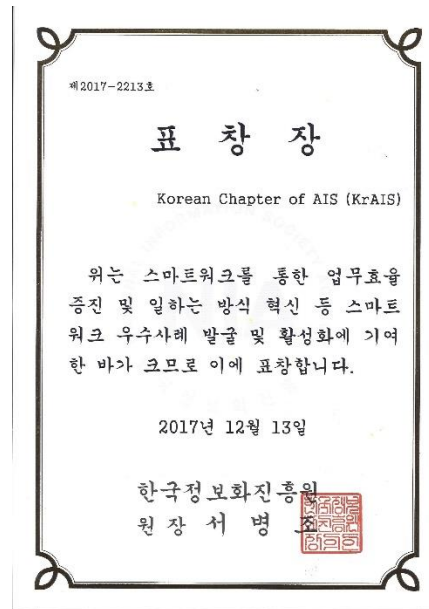 제2017-2213호
표 창 장
Korean Chapter of AIS (KrAIS)
위는 스마트워크를 통한 업무효율
증진 및 일하는 방식 혁신 등 스마트
워크 우수사례 발굴 및 활성화에 기여
한 바가 크므로 이에 표창합니다.
2017년 12월 13일
한국정보화진흥원
원 장 서 병 조